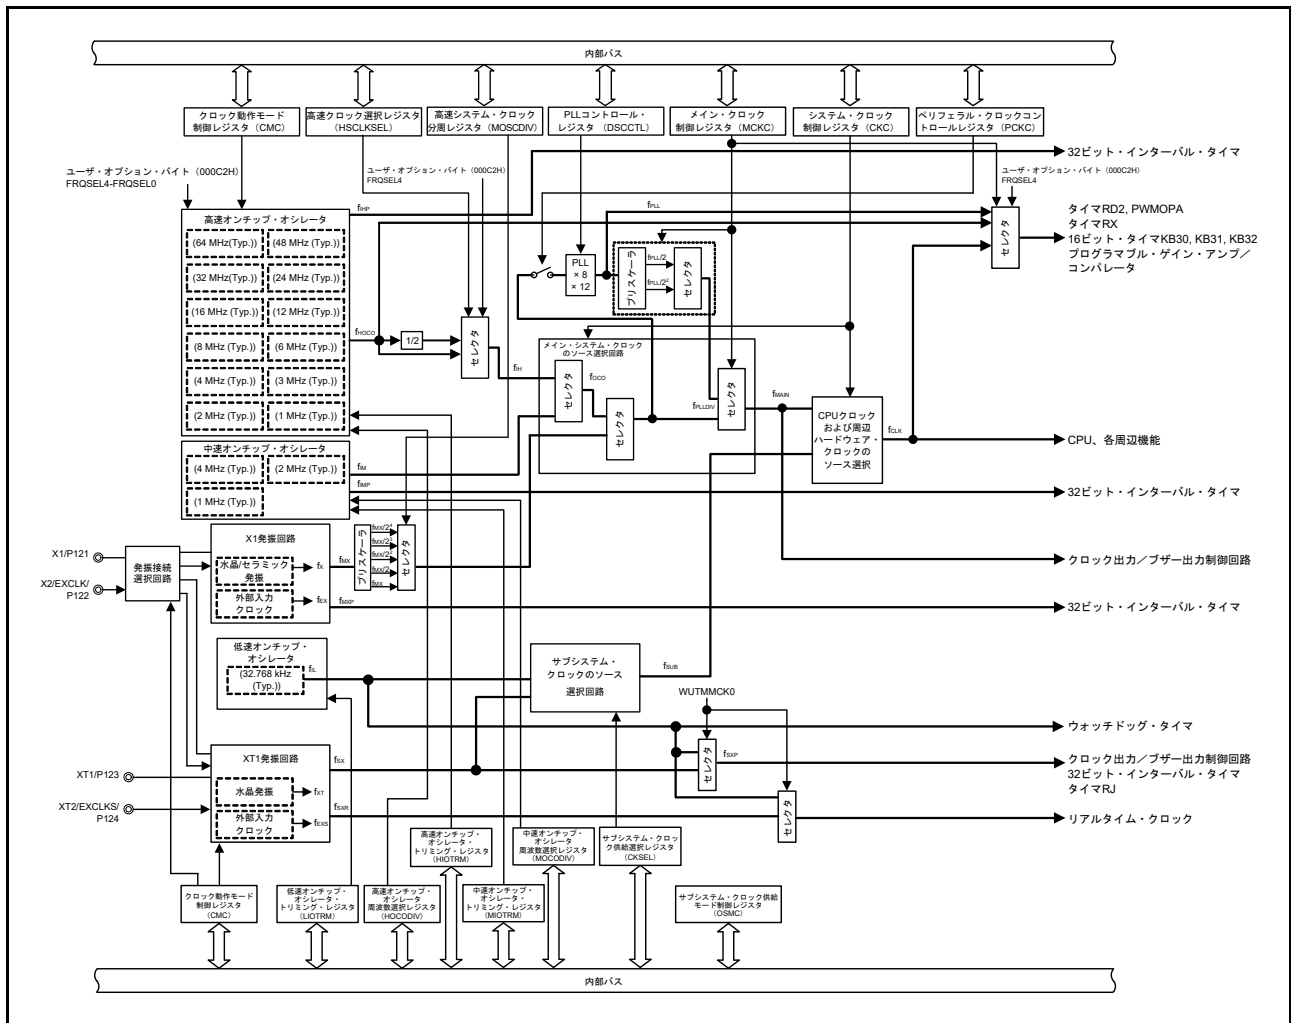 内部バス
クロック動作モード
制御レジスタ (CMC)
高速クロック選択レジスタ
(HSCLKSEL)
高速システム・クロック
分周レジスタ (MOSCDIV)
PLLコントロール・
レジスタ (DSCCTL)
メイン・クロック
制御レジスタ (MCKC)
システム・クロック
制御レジスタ (CKC)
ペリフェラル・クロックコン
トロールレジスタ (PCKC)
32ビット・インターバル・タイマ
ユーザ・オプション・バイト (000C2H)
FRQSEL4-FRQSEL0
ユーザ・オプション・バイト (000C2H)
FRQSEL4
ユーザ・オプション・バイト (000C2H)
FRQSEL4
高速オンチップ・オシレータ
(64 MHz(Typ.))
(48 MHz (Typ.))
(32 MHz(Typ.))
(24 MHz (Typ.))
(16 MHz (Typ.))
(12 MHz (Typ.))
(8 MHz (Typ.))
(6 MHz (Typ.))
(4 MHz (Typ.))
(3 MHz (Typ.))
(2 MHz (Typ.))
(1 MHz (Typ.))
fIHP
fHOCO
1/2
セレクタ
fIH
fPLL
PLL
× 8
× 12
プリスケーラ
fPLL/2
fPLL/2²
セレクタ
セレクタ
タイマRD2, PWMOPA
タイマRX
16ビット・タイマKB30, KB31, KB32
プログラマブル・ゲイン・アンプ/
コンパレータ
メイン・システム・クロック
のソース選択回路
セレクタ
fOCO
セレクタ
fPLLDIV
セレクタ
fMAIN
CPUクロック
および周辺
ハードウェア・
クロックの
ソース選択
fCLK
CPU、各周辺機能
中速オンチップ・オシレータ
(4 MHz (Typ.))
(2 MHz (Typ.))
(1 MHz (Typ.))
fIM
fIMP
32ビット・インターバル・タイマ
X1/P121
X2/EXCLK/
P122
発振接続
選択回路
X1発振回路
水晶/セラミック
発振
fX
外部入力
クロック
fEX
fMX
fMXP
プリスケーラ
fMX/2⁴
fMX/2³
fMX/2²
fMX/2
fMX
セレクタ
クロック出力/ブザー出力制御回路
32ビット・インターバル・タイマ
低速オンチップ・
オシレータ
(32.768 kHz
(Typ.))
fIL
サブシステム・
クロックのソース
選択回路
fSUB
WUTMMCK0
ウォッチドッグ・タイマ
XT1/P123
XT2/EXCLKS/
P124
XT1発振回路
水晶発振
fXT
外部入力
クロック
fEXS
fSX
fSXR
セレクタ
fSXP
セレクタ
クロック出力/ブザー出力制御回路
32ビット・インターバル・タイマ
タイマRJ
リアルタイム・クロック
高速オンチップ・
オシレータ・
トリミング・レジスタ
(HIOTRM)
中速オンチップ・
オシレータ
周波数選択レジスタ
(MOCODIV)
サブシステム・クロッ
ク供給選択レジスタ
(CKSEL)
クロック動作モード
制御レジスタ
(CMC)
低速オンチップ・
オシレータ・
トリミング・レジスタ
(LIOTRM)
高速オンチップ・
オシレータ
周波数選択レジスタ
(HOCODIV)
中速オンチップ・
オシレータ・
トリミング・レジスタ
(MIOTRM)
サブシステム・クロック供給
モード制御レジスタ
(OSMC)
内部バス